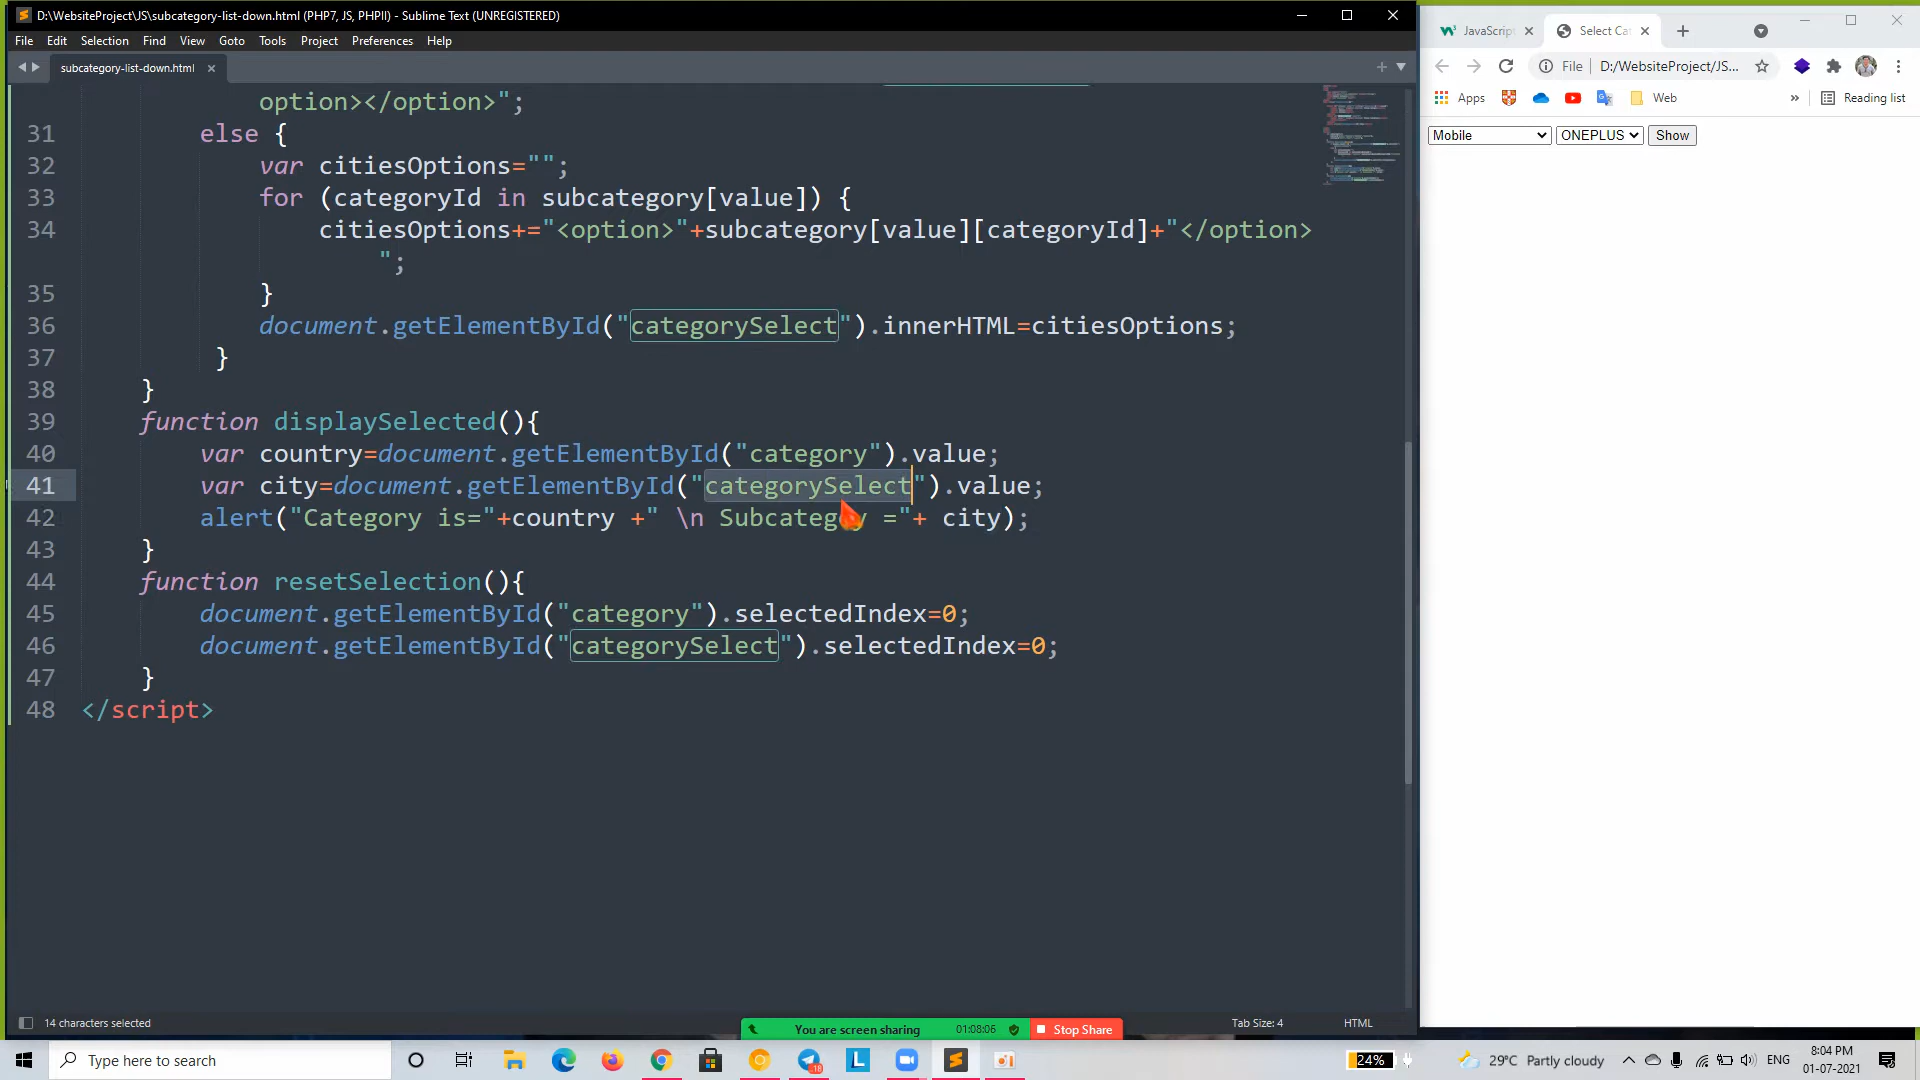 D:\WebsiteProject\JS\subcategory-list-down.html (PHP7, JS, PHPII) - Sublime Text (UNREGISTERED)
File Edit Selection Find View Goto Tools Project Preferences Help
subcategory-list-down.html
option></option>";
31 else {
32 var citiesOptions="";
33 for (categoryId in subcategory[value]) {
34 citiesOptions+="<option>"+subcategory[value][categoryId]+"</option>
";
35 }
36 document.getElementById("categorySelect").innerHTML=citiesOptions;
37 }
38 }
39 function displaySelected(){
40 var country=document.getElementById("category").value;
41 var city=document.getElementById("categorySelect").value;
42 alert("Category is="+country +" \n Subcategory ="+ city);
43 }
44 function resetSelection(){
45 document.getElementById("category").selectedIndex=0;
46 document.getElementById("categorySelect").selectedIndex=0;
47 }
48 </script>
14 characters selected
Tab Size: 4
HTML
You are screen sharing 01:08:06 Stop Share
JavaScript
Select Cat
File D:/WebsiteProject/JS...
Apps
Web
» Reading list
Mobile ONEPLUS Show
Type here to search
18
24%
29°C Partly cloudy
ENG
8:04 PM
01-07-2021